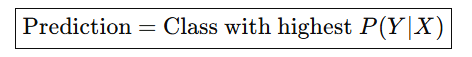 Prediction = Class with highest P(Y|X)